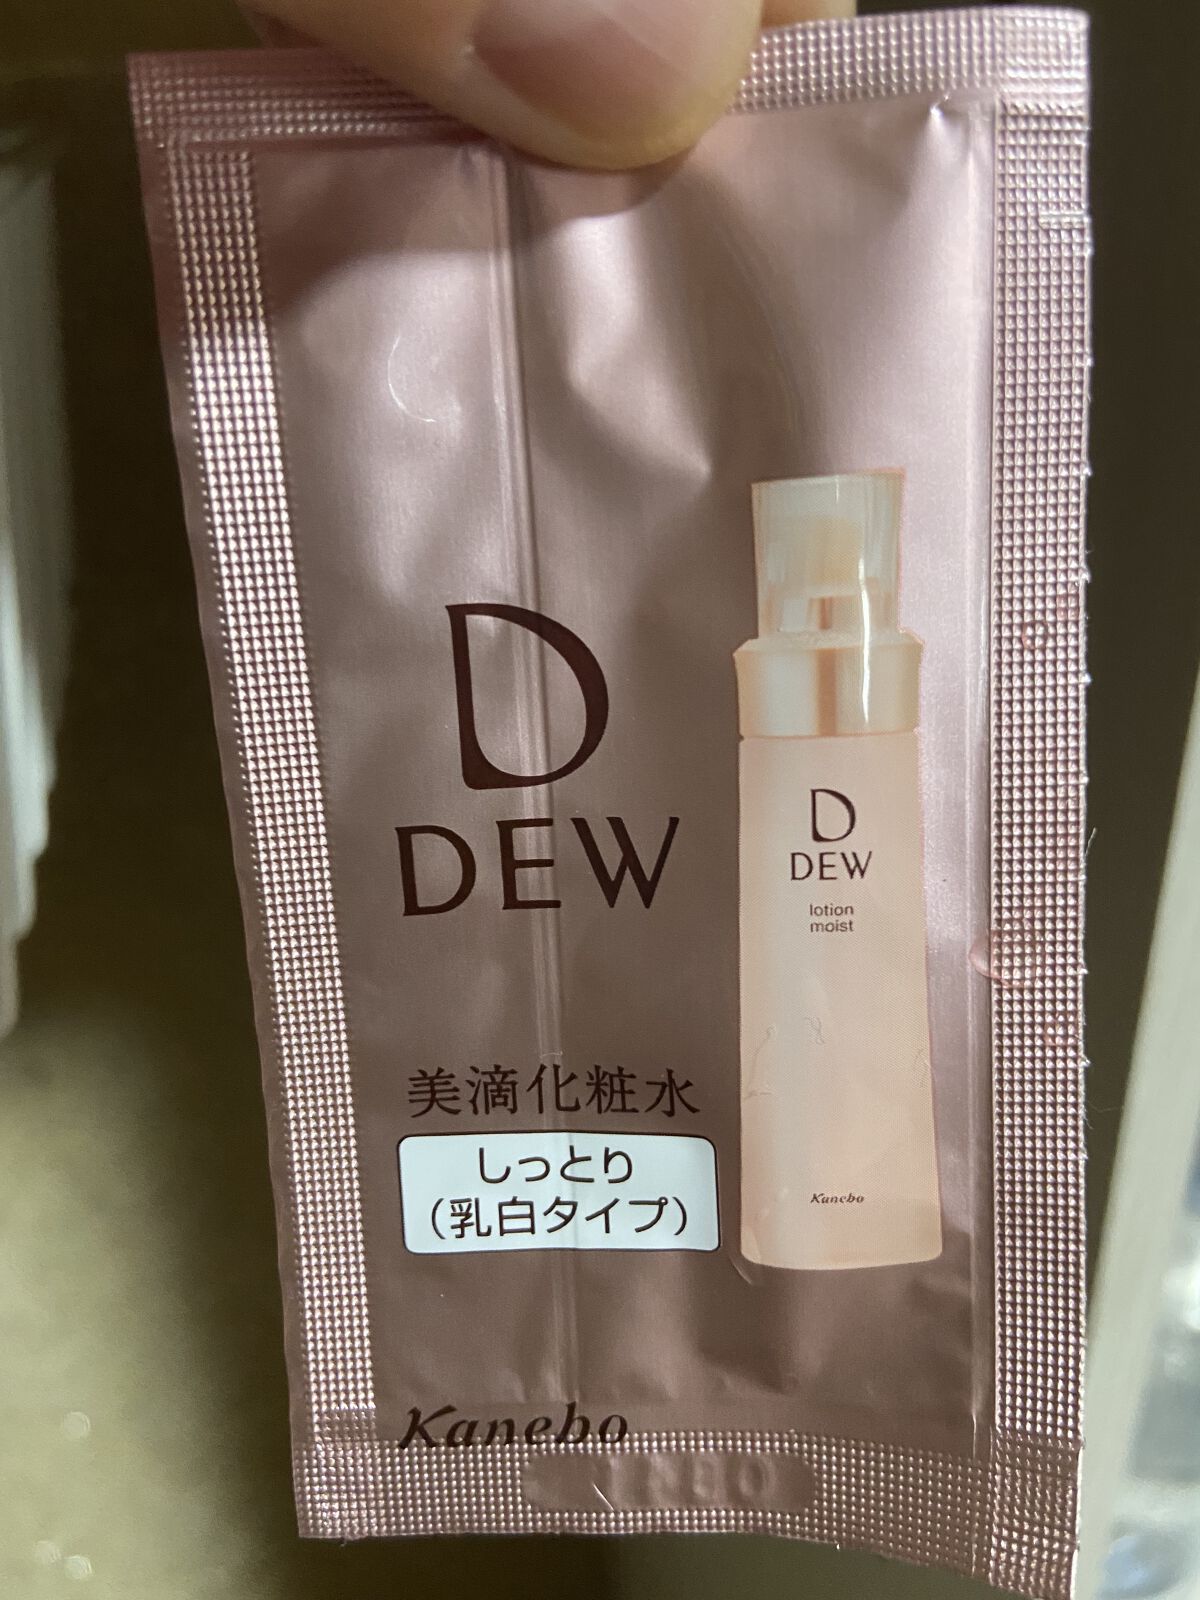 D
DEW
美滴化粧水
しっとり
（乳白タイプ）
Kanebo
D
DEW
lotion
moist
Kanebo